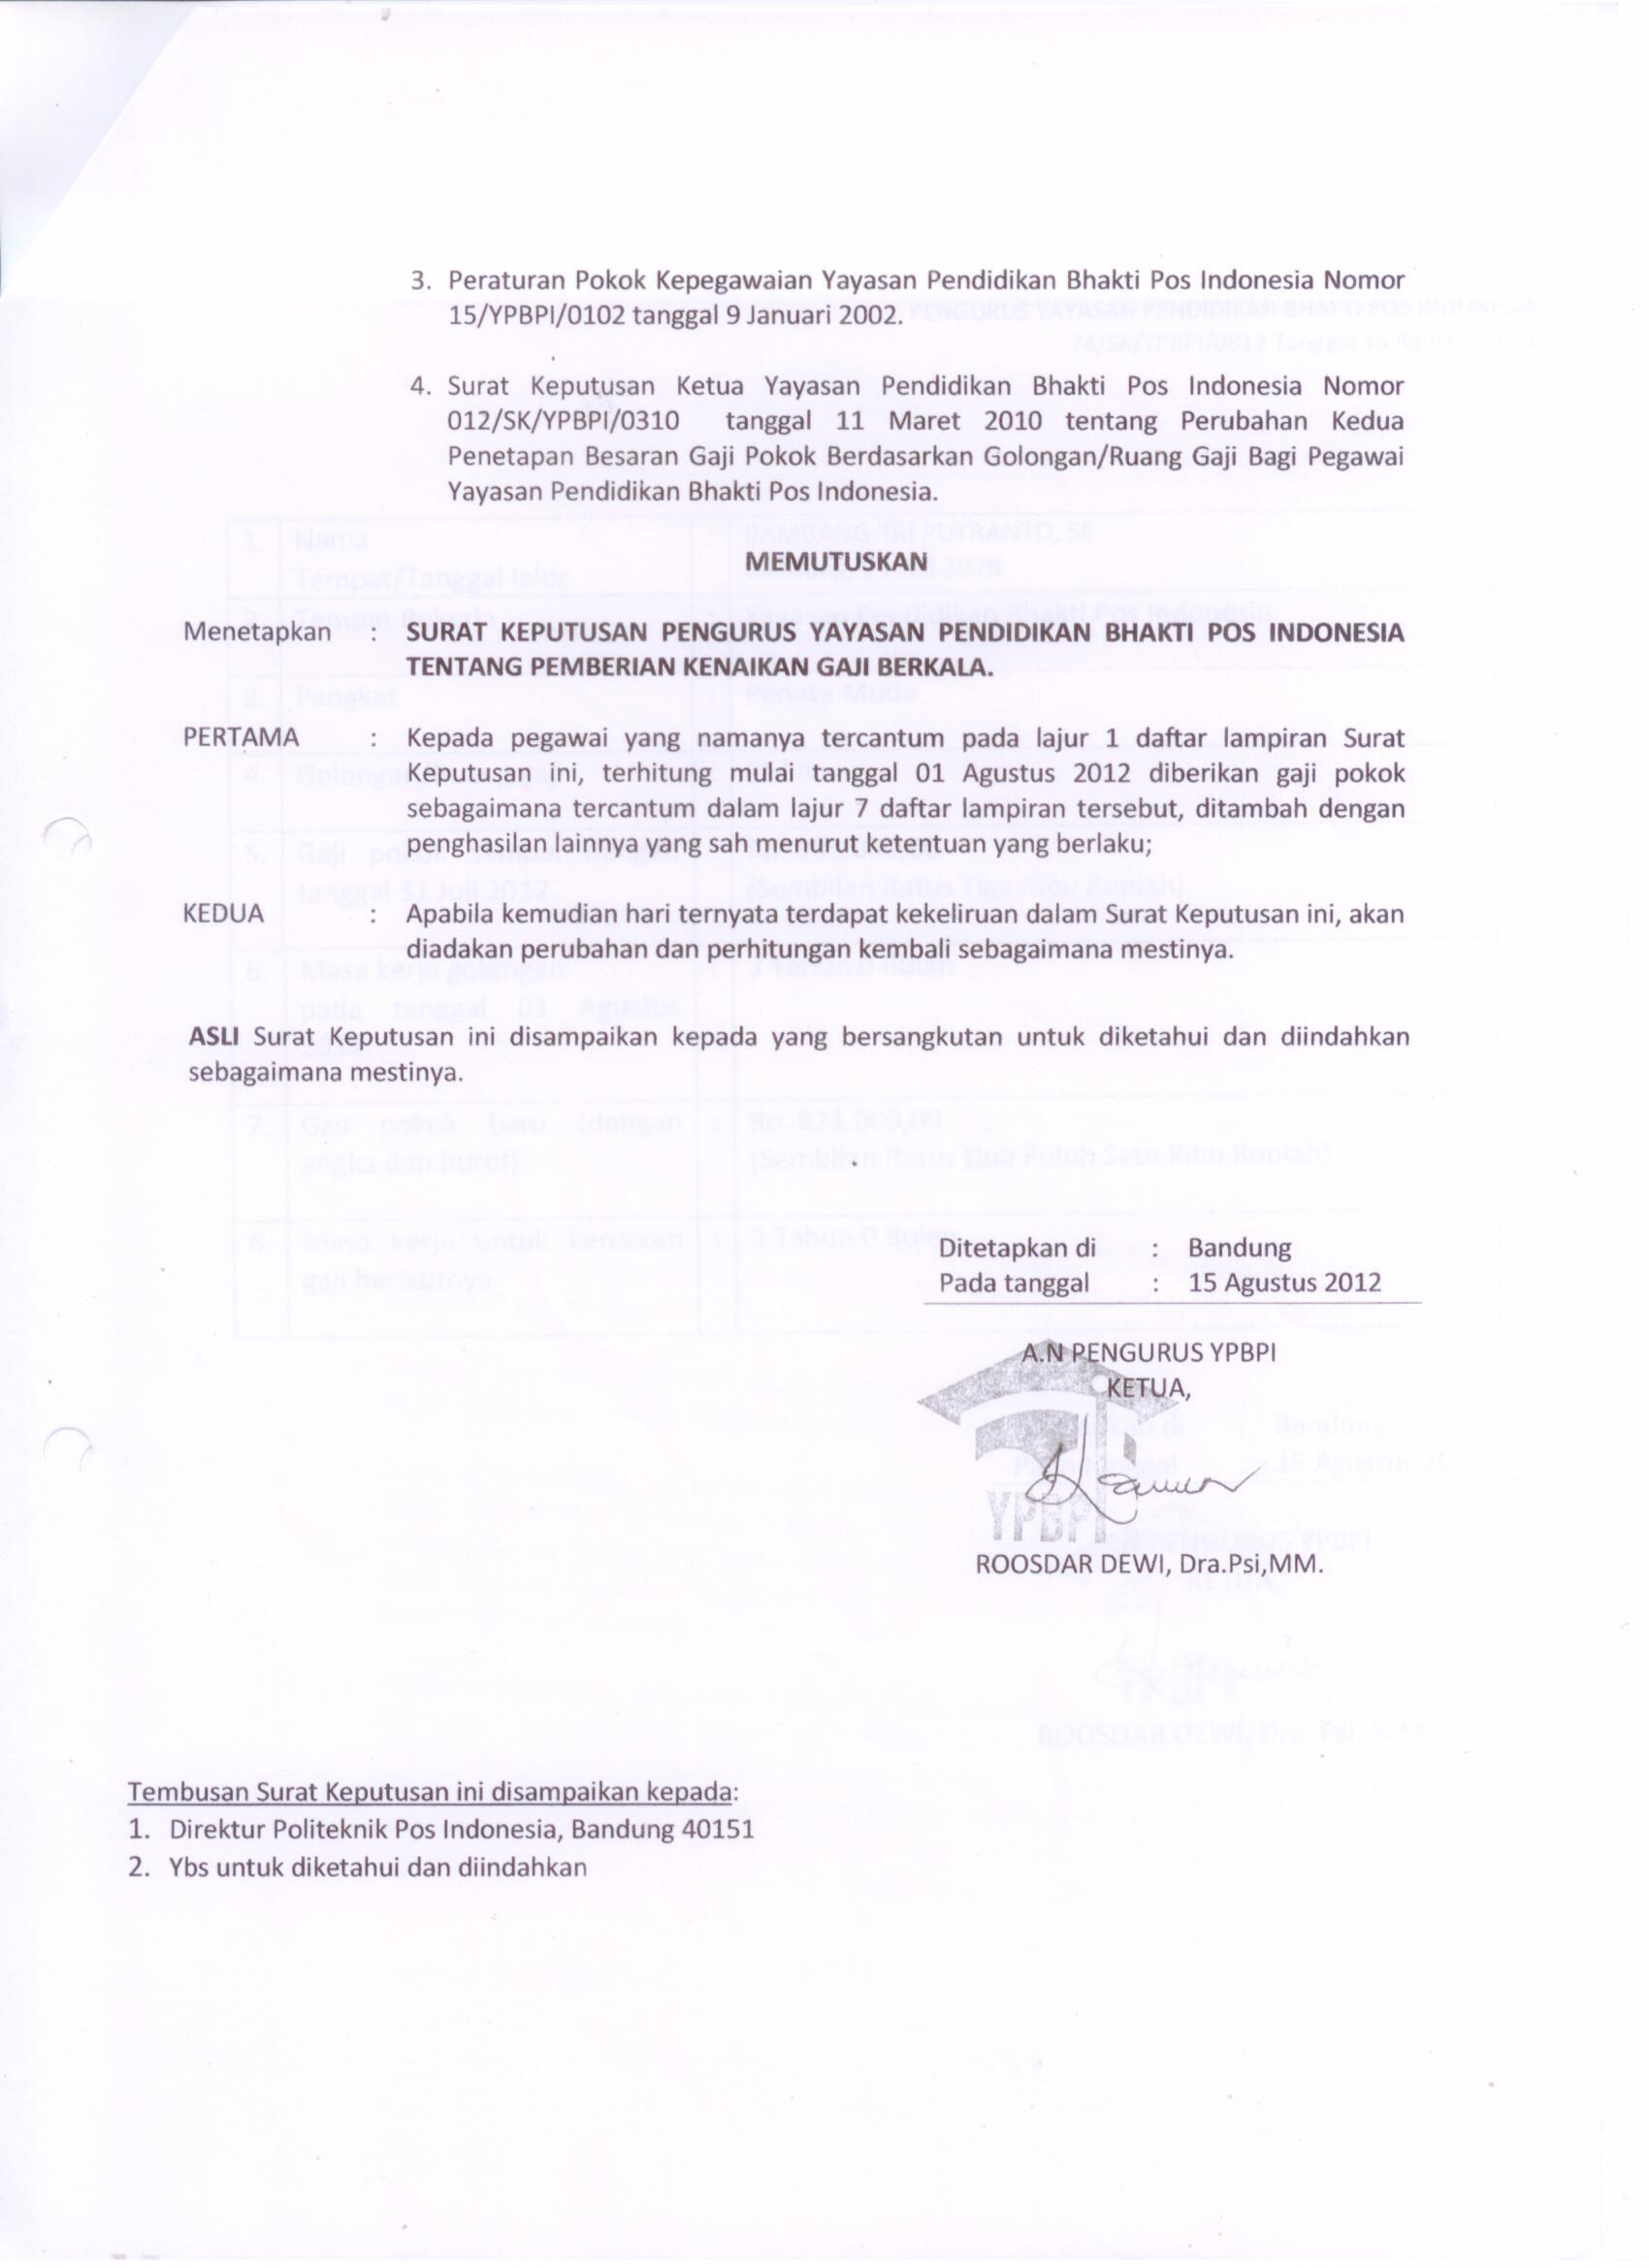 3. Peraturan Pokok Kepegawaian Yayasan Pendidikan Bhakti Pos Indonesia Nomor
15/YPBPI/0102 tanggal 9 Januari 2002.
4. Surat Keputusan Ketua Yayasan Pendidikan Bhakti Pos Indonesia Nomor
012/SK/YPBPI/0310 tanggal 11 Maret 2010 tentang Perubahan Kedua
Penetapan Besaran Gaji Pokok Berdasarkan Golongan/Ruang Gaji Bagi Pegawai
Yayasan Pendidikan Bhakti Pos Indonesia.
MEMUTUSKAN
Menetapkan : SURAT KEPUTUSAN PENGURUS YAYASAN PENDIDIKAN BHAKTI POS INDONESIA
TENTANG PEMBERIAN KENAIKAN GAJI BERKALA.
PERTAMA : Kepada pegawai yang namanya tercantum pada lajur 1 daftar lampiran Surat
Keputusan ini, terhitung mulai tanggal 01 Agustus 2012 diberikan gaji pokok
sebagaimana tercantum dalam lajur 7 daftar lampiran tersebut, ditambah dengan
penghasilan lainnya yang sah menurut ketentuan yang berlaku;
KEDUA : Apabila kemudian hari ternyata terdapat kekeliruan dalam Surat Keputusan ini, akan
diadakan perubahan dan perhitungan kembali sebagaimana mestinya.
ASLI Surat Keputusan ini disampaikan kepada yang bersangkutan untuk diketahui dan diindahkan
sebagaimana mestinya.
Ditetapkan di : Bandung
Pada tanggal : 15 Agustus 2012
A.N PENGURUS YPBPI
KETUA,
YPBPI
ROOSDAR DEWI, Dra.Psi,MM.
Tembusan Surat Keputusan ini disampaikan kepada:
1. Direktur Politeknik Pos Indonesia, Bandung 40151
2. Ybs untuk diketahui dan diindahkan